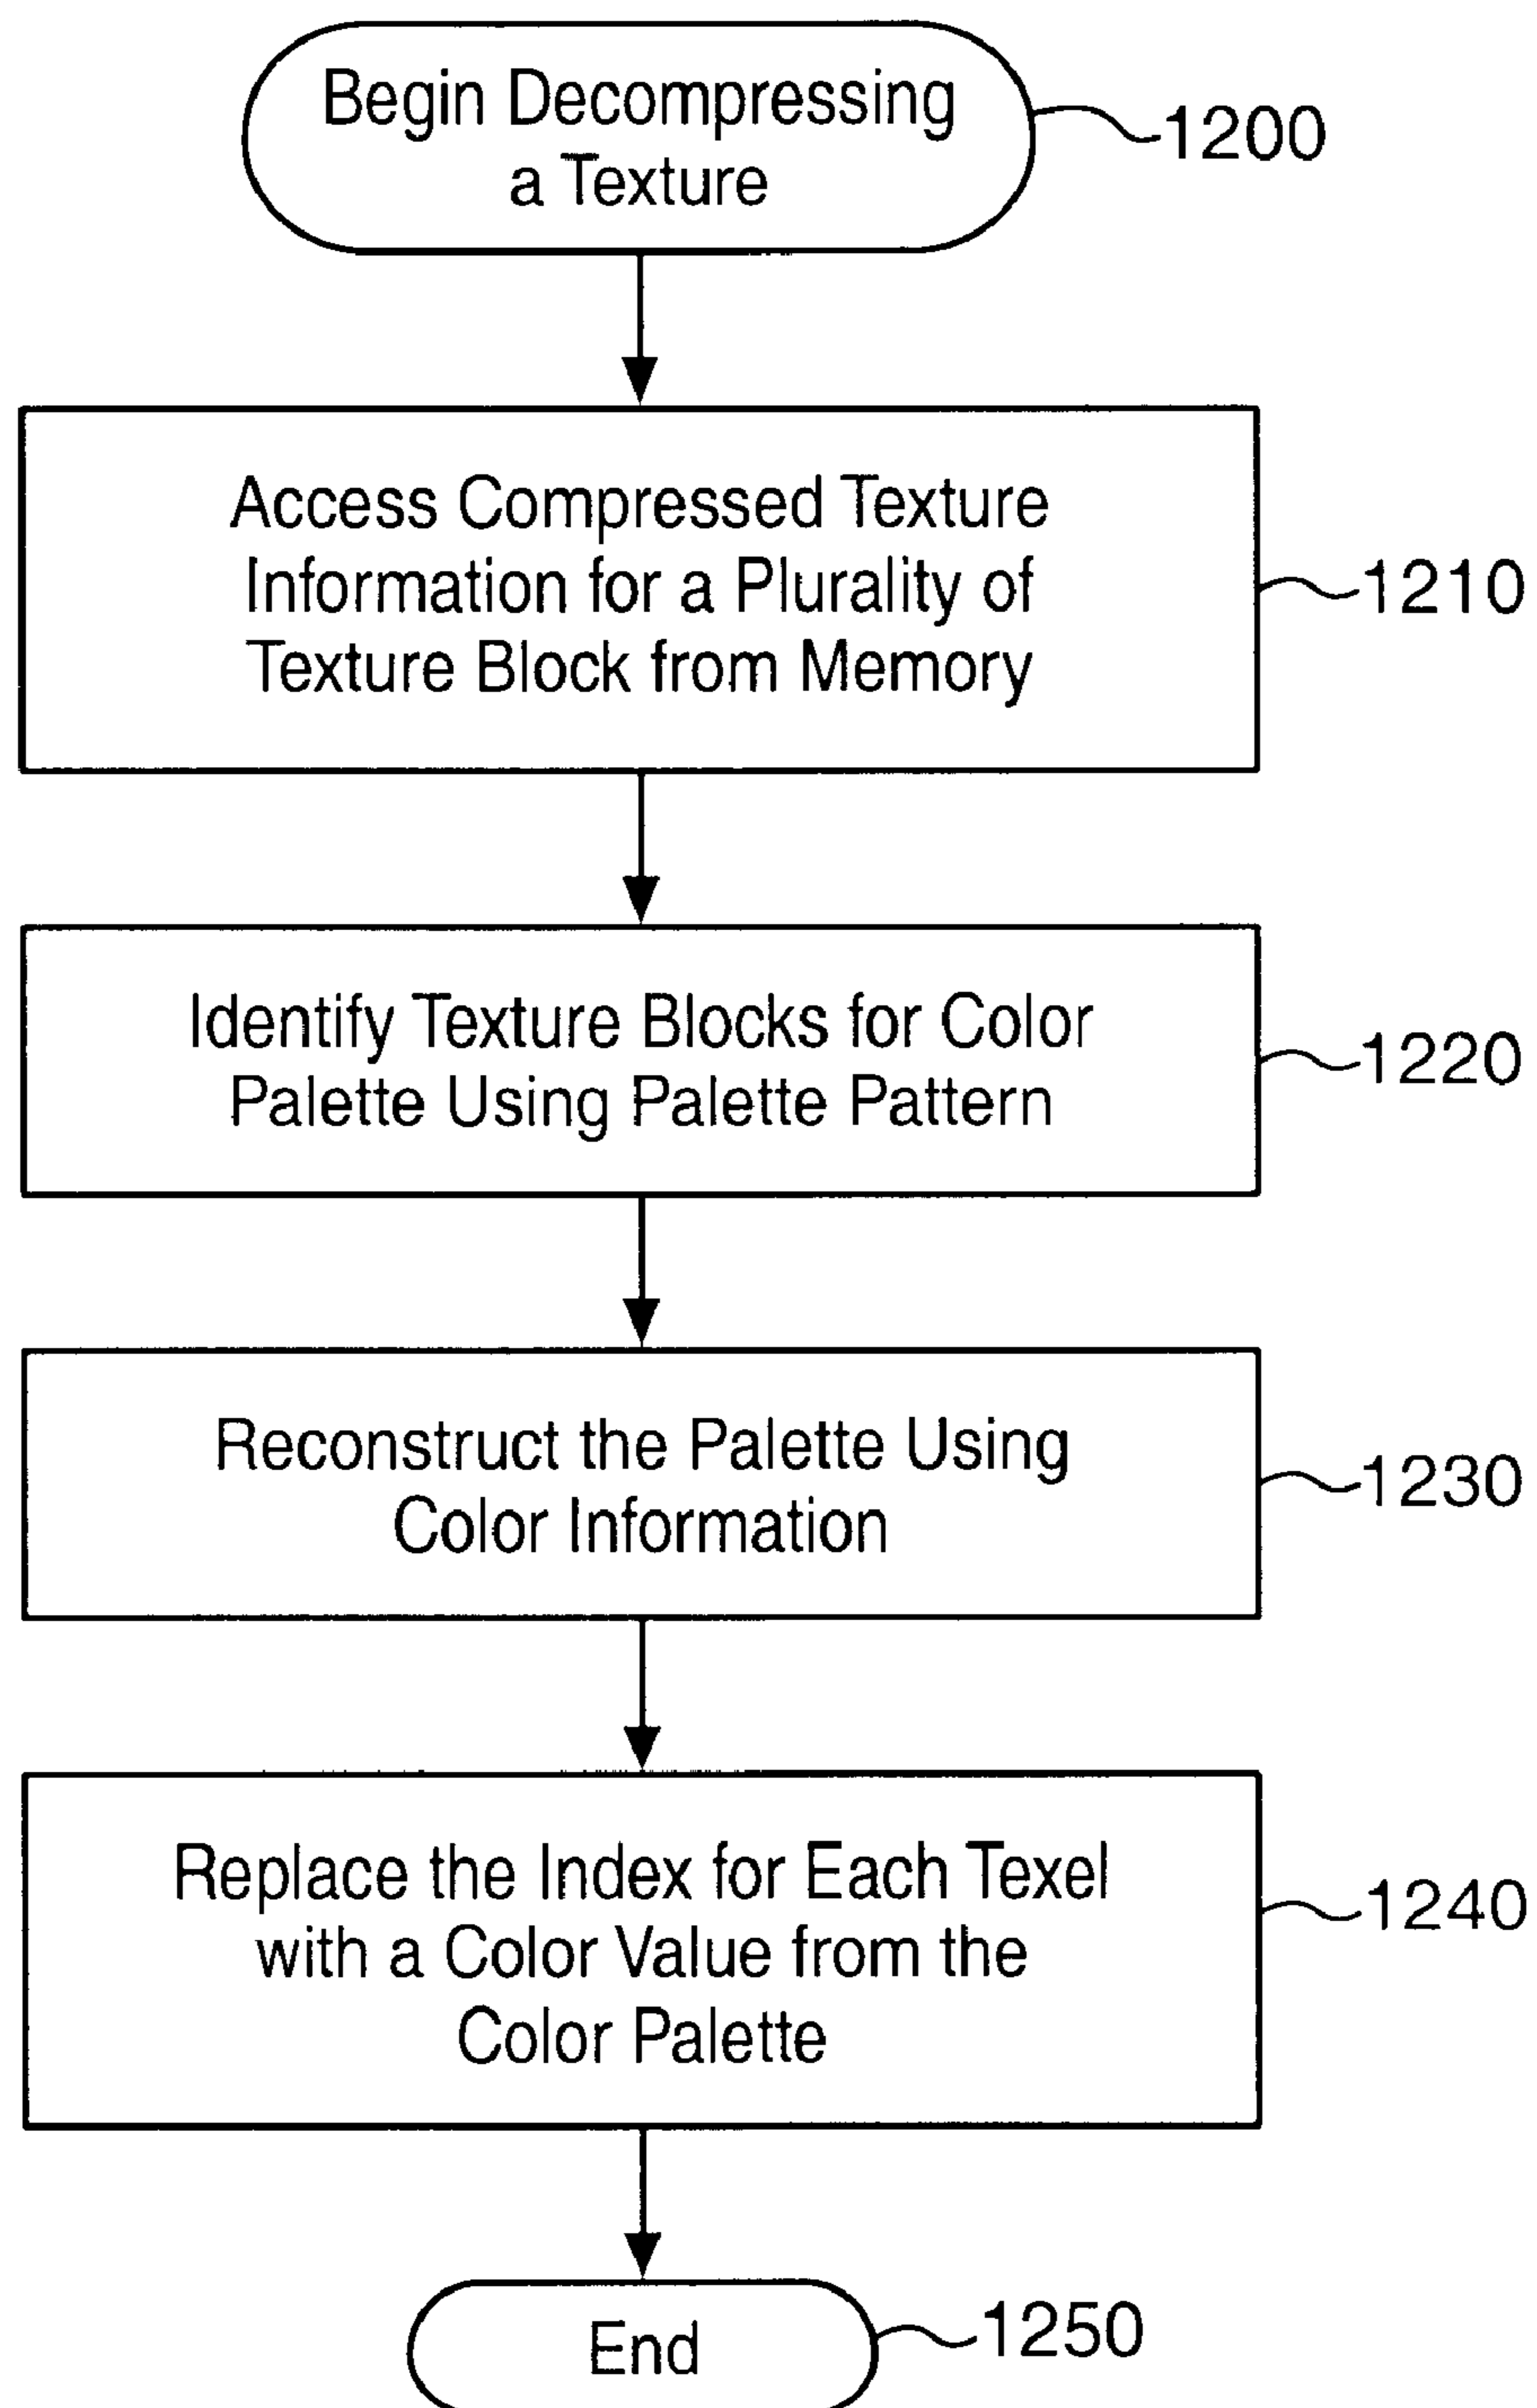 Begin Decompressing
a Texture
1200
Access Compressed Texture
Information for a Plurality of
Texture Block from Memory
1210
Identify Texture Blocks for Color
Palette Using Palette Pattern
1220
Reconstruct the Palette Using
Color Information
1230
Replace the Index for Each Texel
with a Color Value from the
Color Palette
1240
End
1250